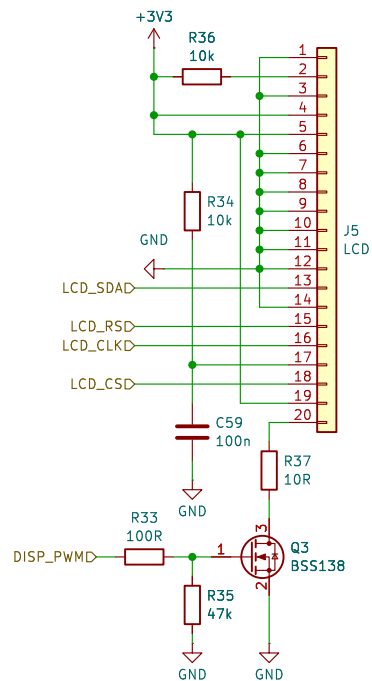 +3V3
R36
10k
1
2
3
4
5
6
7
8
9
10
11
12
13
14
15
16
17
18
19
20
J5
LCD
R34
10k
GND
LCD_SDA
LCD_RS
LCD_CLK
LCD_CS
C59
100n
GND
R37
10R
R33
100R
DISP_PWM
1
3
2
Q3
BSS138
R35
47k
GND
GND